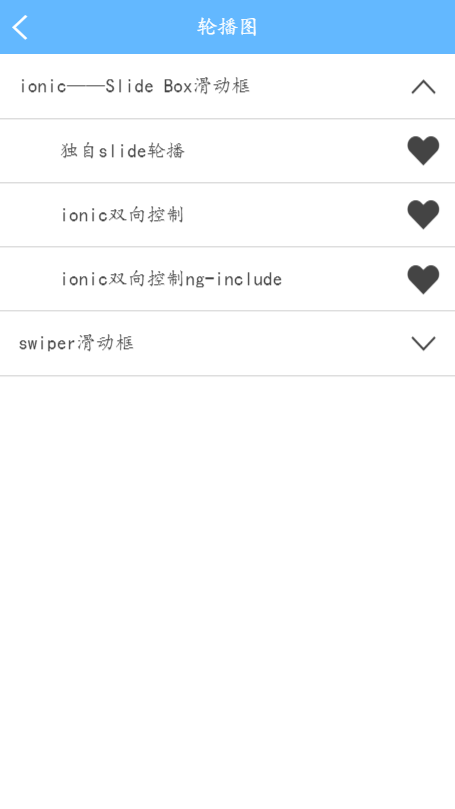 轮播图
ionic——Slide Box滑动框
独自slide轮播
ionic双向控制
ionic双向控制ng-include
swiper滑动框